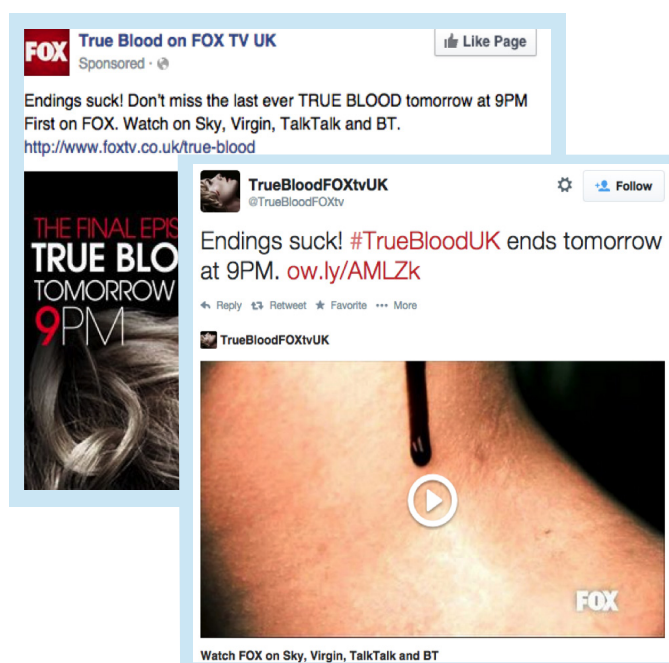 FOX
True Blood on FOX TV UK
Like Page
Sponsored ·
Endings suck! Don't miss the last ever TRUE BLOOD tomorrow at 9PM
First on FOX. Watch on Sky, Virgin, TalkTalk and BT.
http://www.foxtv.co.uk/true-blood
THE FINAL EPIS
TRUE BLO
TOMORROW
9PM
TrueBloodFOXtvUK
@TrueBloodFOXtv
Follow
Endings suck! #TrueBloodUK ends tomorrow
at 9PM. ow.ly/AMLZk
Reply Retweet Favorite ••• More
TrueBloodFOXtvUK
FOX
Watch FOX on Sky, Virgin, TalkTalk and BT